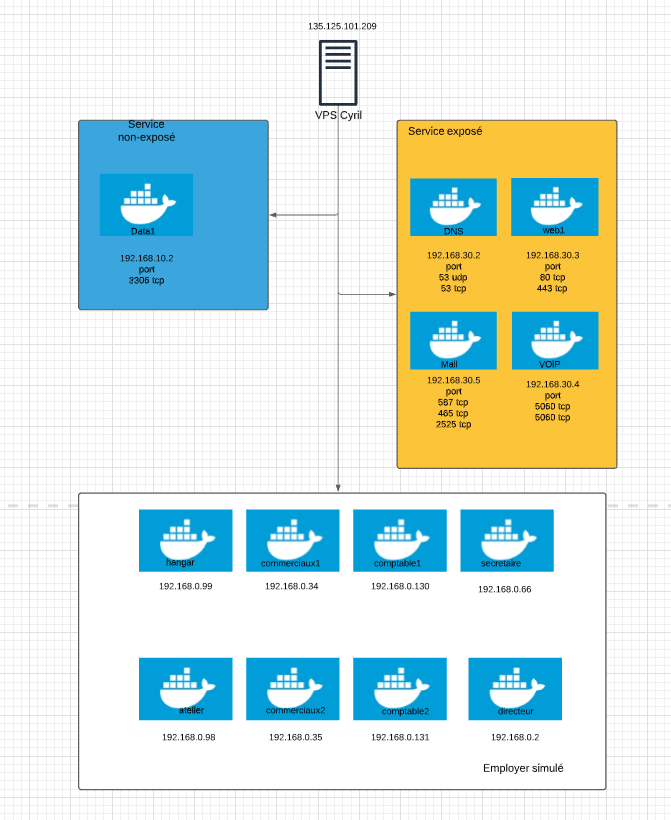 135.125.101.209
VPS Cyril
Service
non-exposé
Data1
192.168.10.2
port
3306 tcp
Service exposé
DNS
192.168.30.2
port
53 udp
53 tcp
web1
192.168.30.3
port
80 tcp
443 tcp
Mail
192.168.30.5
port
587 tcp
465 tcp
2525 tcp
VOIP
192.168.30.4
port
5060 tcp
5060 tcp
hangar
192.168.0.99
commerciaux1
192.168.0.34
comptable1
192.168.0.130
secretaire
192.168.0.66
atelier
192.168.0.98
commerciaux2
192.168.0.35
comptable2
192.168.0.131
directeur
192.168.0.2
Employer simulé